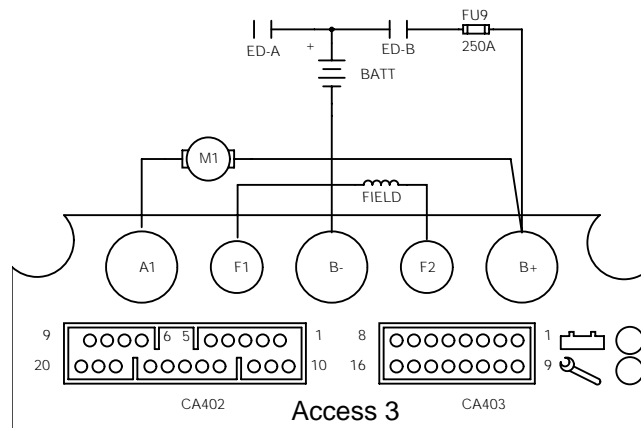 FU9
ED-A + ED-B 250A
BATT
M1
FIELD
A1 F1 B- F2 B+
9 6 5 1 8 1
20 10 16 9
CA402 Access 3 CA403